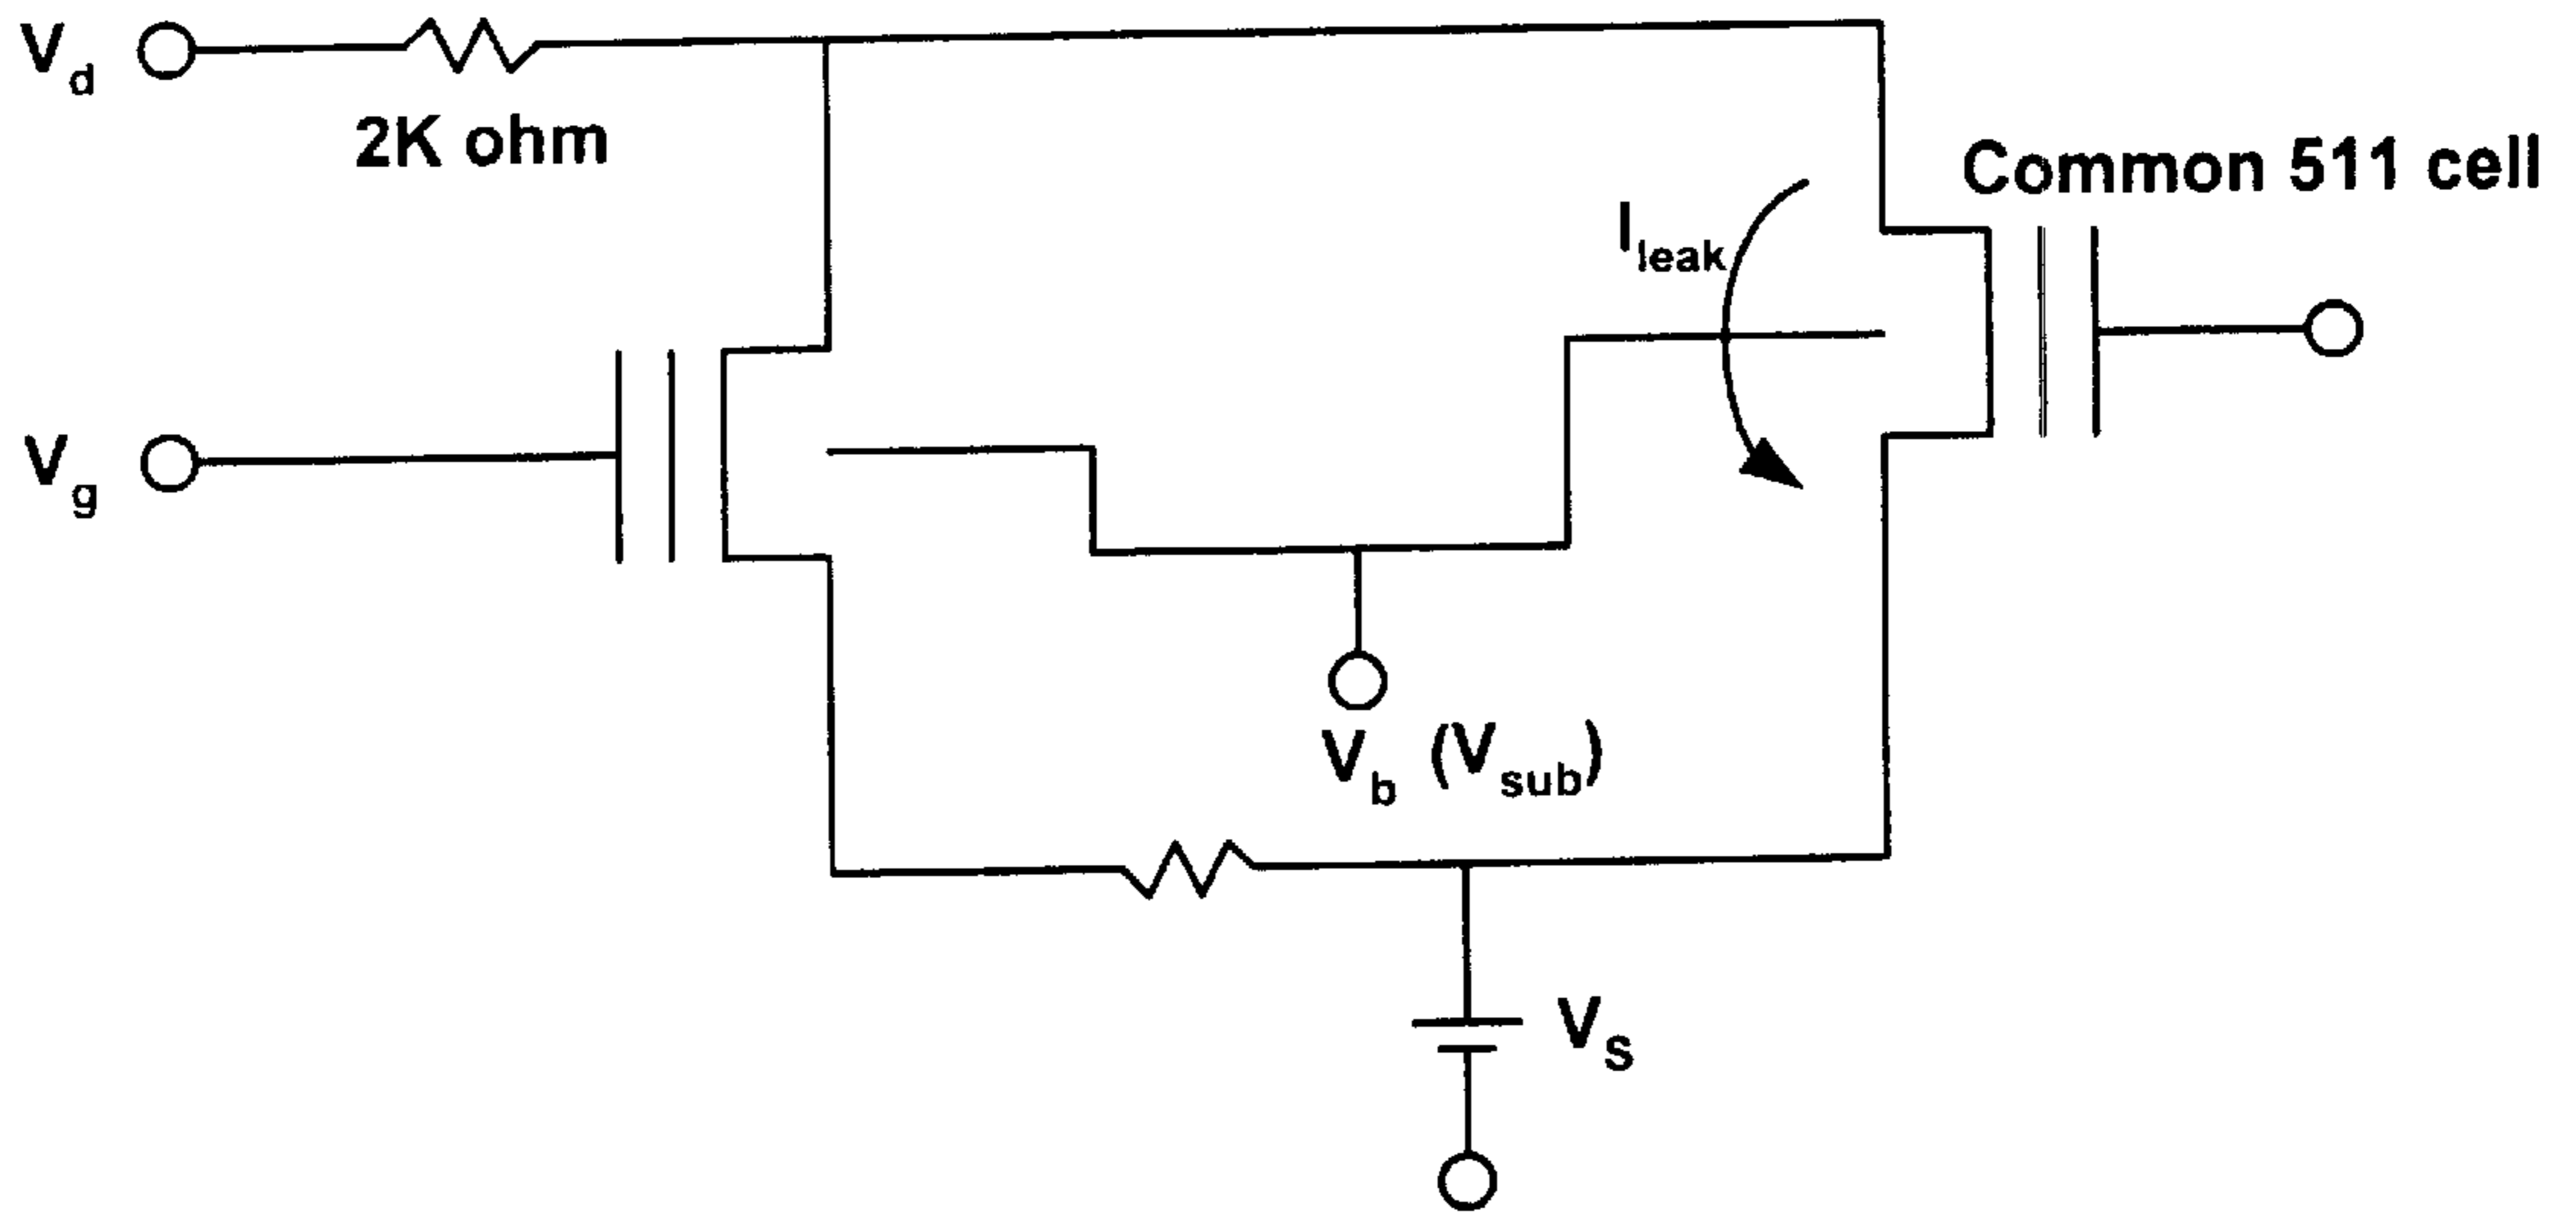 Vd
2K ohm
Common 511 cell
Ileak
Vg
Vb (Vsub)
VS